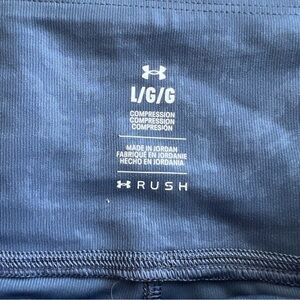 L/G/G
COMPRESSION
COMPRESSION
COMPRESIÓN
MADE IN JORDAN
FABRIQUÉ EN JORDANIE
HECHO EN JORDANIA
RUSH